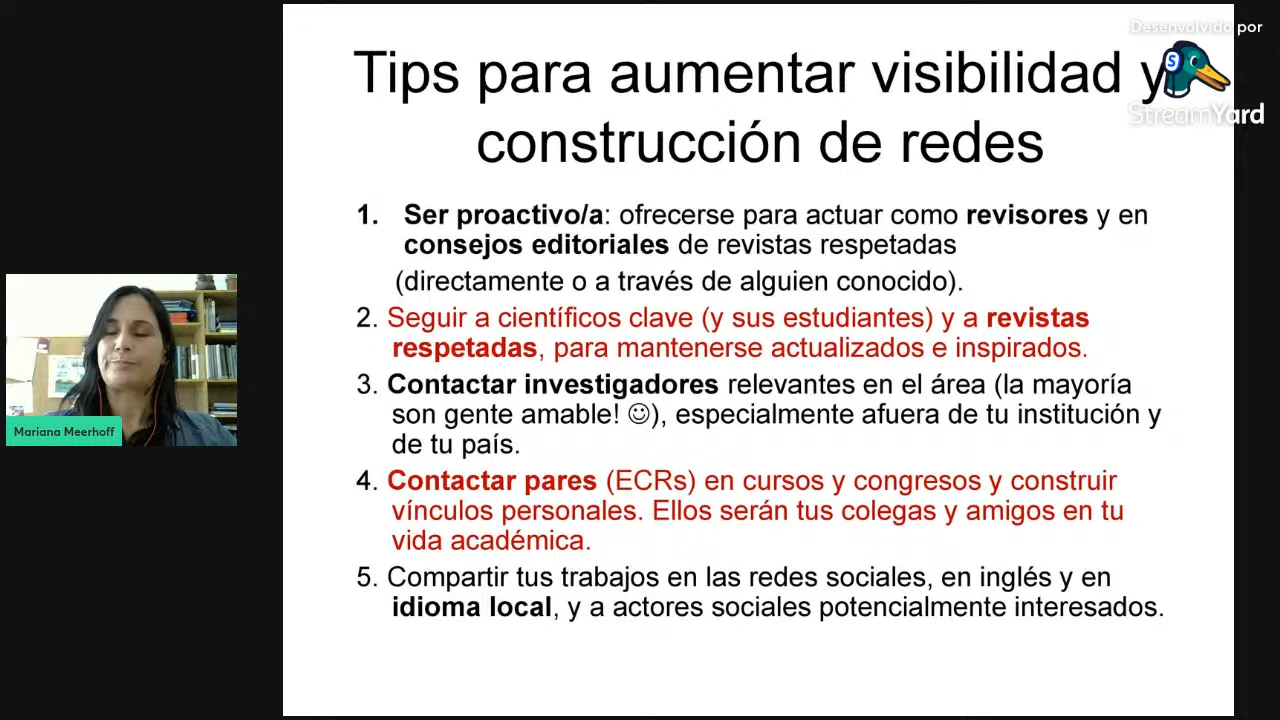 Desenvolvido por
StreamYard
Tips para aumentar visibilidad y
construcción de redes
1. Ser proactivo/a: ofrecerse para actuar como revisores y en
consejos editoriales de revistas respetadas
(directamente o a través de alguien conocido).
2. Seguir a científicos clave (y sus estudiantes) y a revistas
respetadas, para mantenerse actualizados e inspirados.
3. Contactar investigadores relevantes en el área (la mayoría
son gente amable! ☺), especialmente afuera de tu institución y
de tu país.
4. Contactar pares (ECRs) en cursos y congresos y construir
vínculos personales. Ellos serán tus colegas y amigos en tu
vida académica.
5. Compartir tus trabajos en las redes sociales, en inglés y en
idioma local, y a actores sociales potencialmente interesados.
Mariana Meerhoff